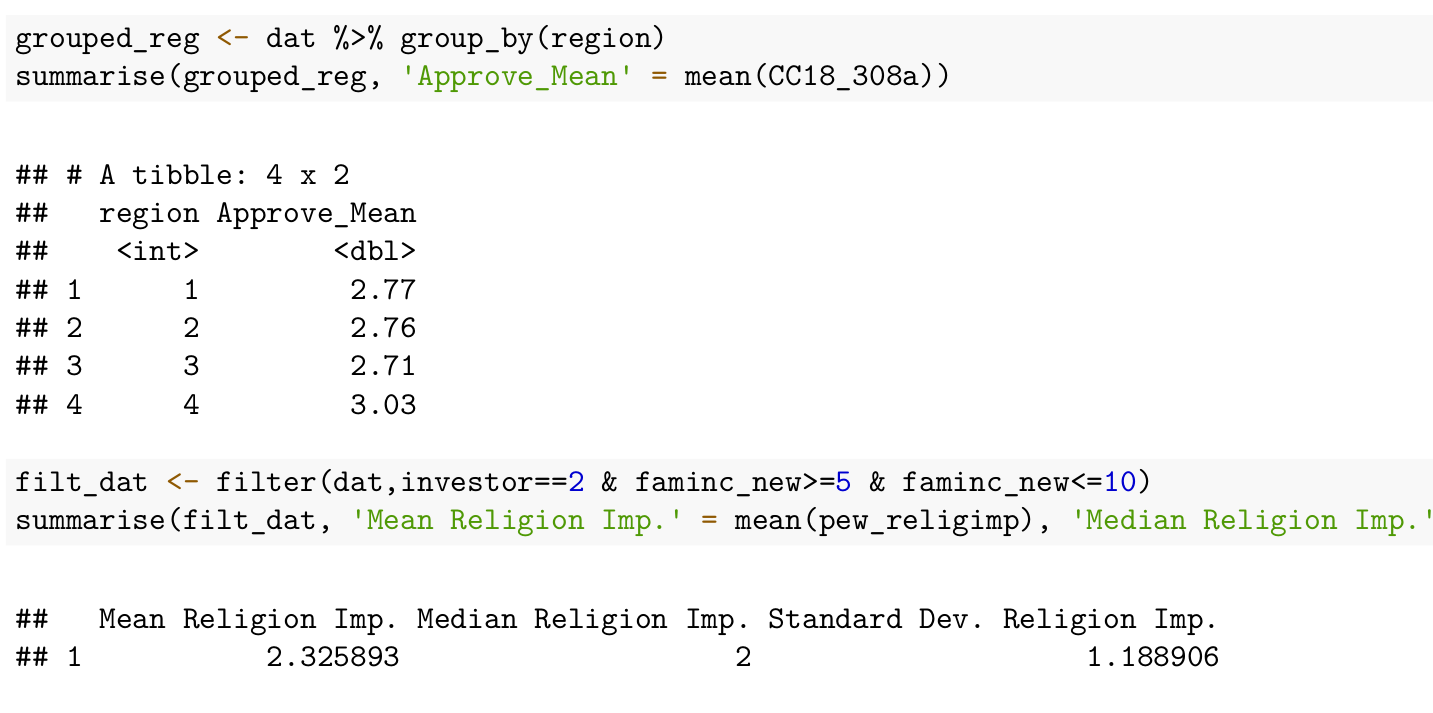 grouped_reg <- dat %>% group_by(region)
summarise(grouped_reg, 'Approve_Mean' = mean(CC18_308a))
## # A tibble: 4 x 2
##   region Approve_Mean
##    <int>        <dbl>
## 1      1         2.77
## 2      2         2.76
## 3      3         2.71
## 4      4         3.03
filt_dat <- filter(dat,investor==2 & faminc_new>=5 & faminc_new<=10)
summarise(filt_dat, 'Mean Religion Imp.' = mean(pew_religimp), 'Median Religion Imp.'
##   Mean Religion Imp. Median Religion Imp. Standard Dev. Religion Imp.
## 1           2.325893                    2                    1.188906